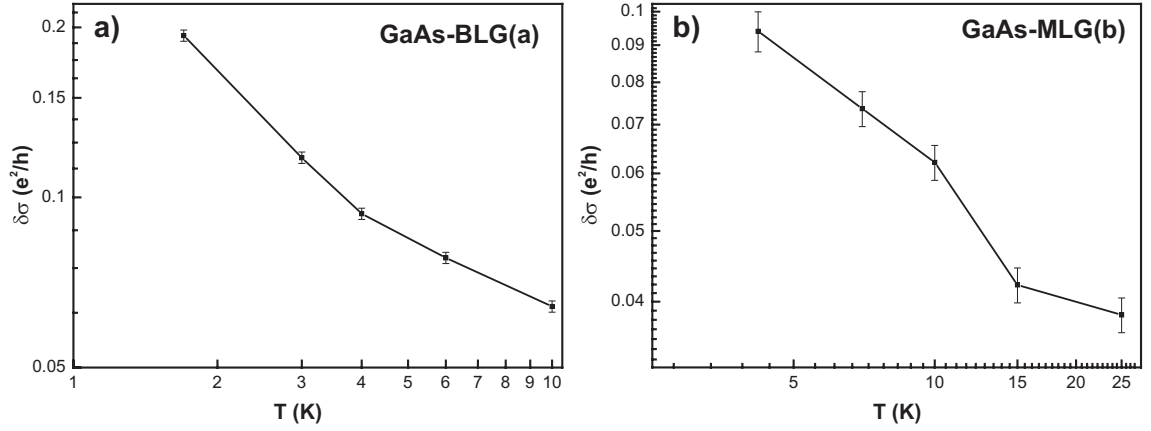 a)
GaAs-BLG(a)
0.2
0.15
0.1
0.05
δσ (e²/h)
1 2 3 4 5 6 7 8 9 10
T (K)
b)
GaAs-MLG(b)
0.1
0.09
0.08
0.07
0.06
0.05
0.04
δσ (e²/h)
5 10 15 20 25
T (K)